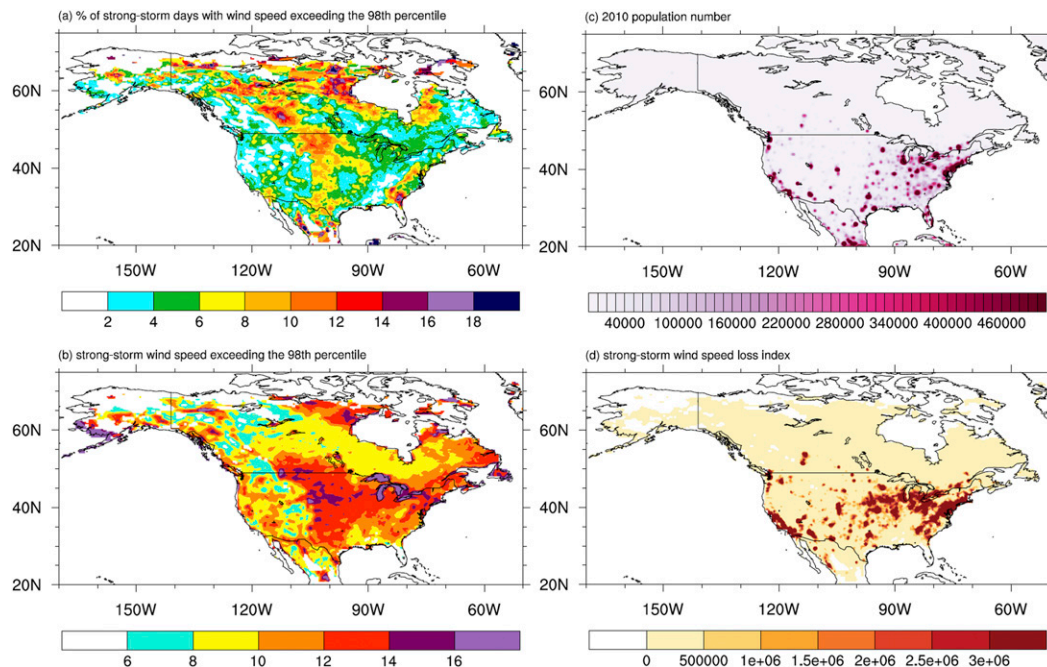 (a) % of strong-storm days with wind speed exceeding the 98th percentile
60N
40N
20N
150W 120W 90W 60W
2 4 6 8 10 12 14 16 18
(c) 2010 population number
60N
40N
20N
150W 120W 90W 60W
40000 100000 160000 220000 280000 340000 400000 460000
(b) strong-storm wind speed exceeding the 98th percentile
60N
40N
20N
150W 120W 90W 60W
6 8 10 12 14 16
(d) strong-storm wind speed loss index
60N
40N
20N
150W 120W 90W 60W
0 500000 1e+06 1.5e+06 2e+06 2.5e+06 3e+06